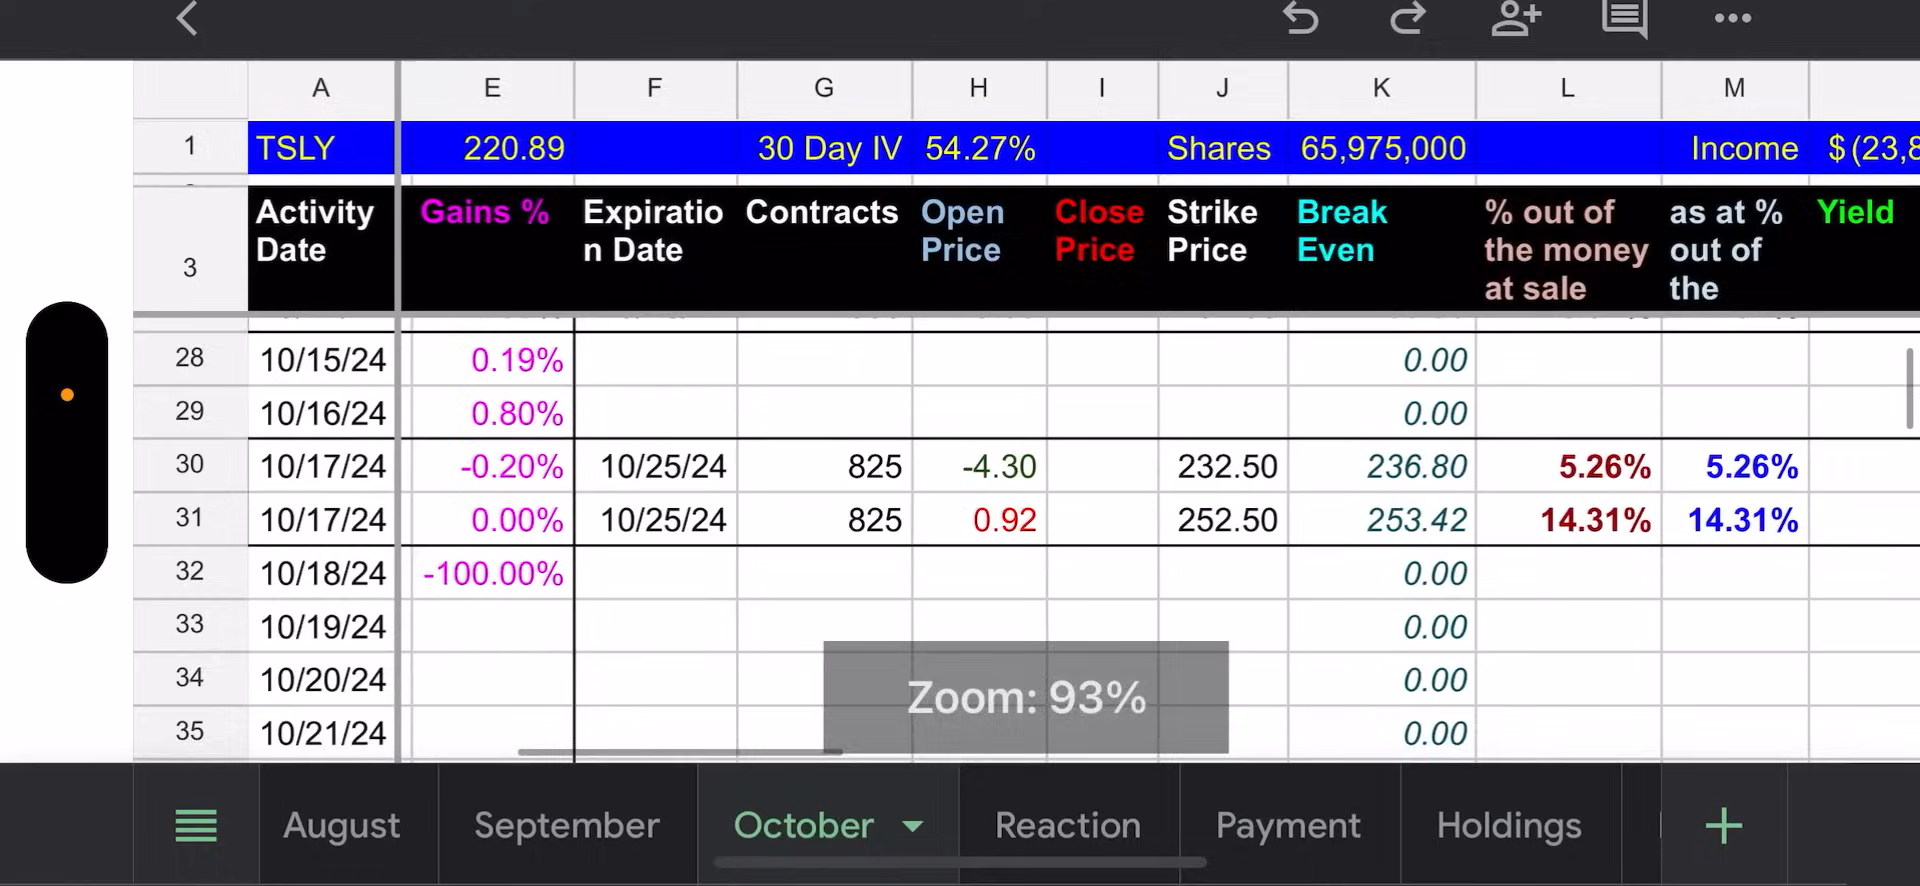 A E F G H I J K L M
1 TSLY 220.89 30 Day IV 54.27% Shares 65,975,000 Income $(23,8
3 Activity Date Gains % Expiratio n Date Contracts Open Price Close Price Strike Price Break Even % out of the money at sale as at % out of the Yield
28 10/15/24 0.19% 0.00
29 10/16/24 0.80% 0.00
30 10/17/24 -0.20% 10/25/24 825 -4.30 232.50 236.80 5.26% 5.26%
31 10/17/24 0.00% 10/25/24 825 0.92 252.50 253.42 14.31% 14.31%
32 10/18/24 -100.00% 0.00
33 10/19/24 0.00
34 10/20/24 0.00
35 10/21/24 0.00
Zoom: 93%
August September October Reaction Payment Holdings